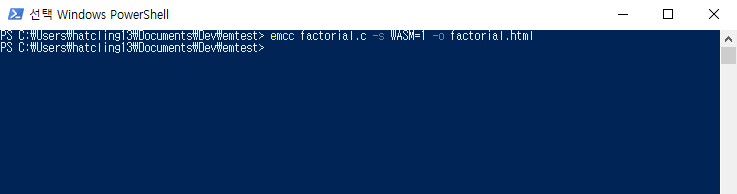 선택 Windows PowerShell
PS C:₩Users₩hatcling13₩Documents₩Dev₩emtest> emcc factorial.c -s WASM=1 -o factorial.html
PS C:₩Users₩hatcling13₩Documents₩Dev₩emtest>